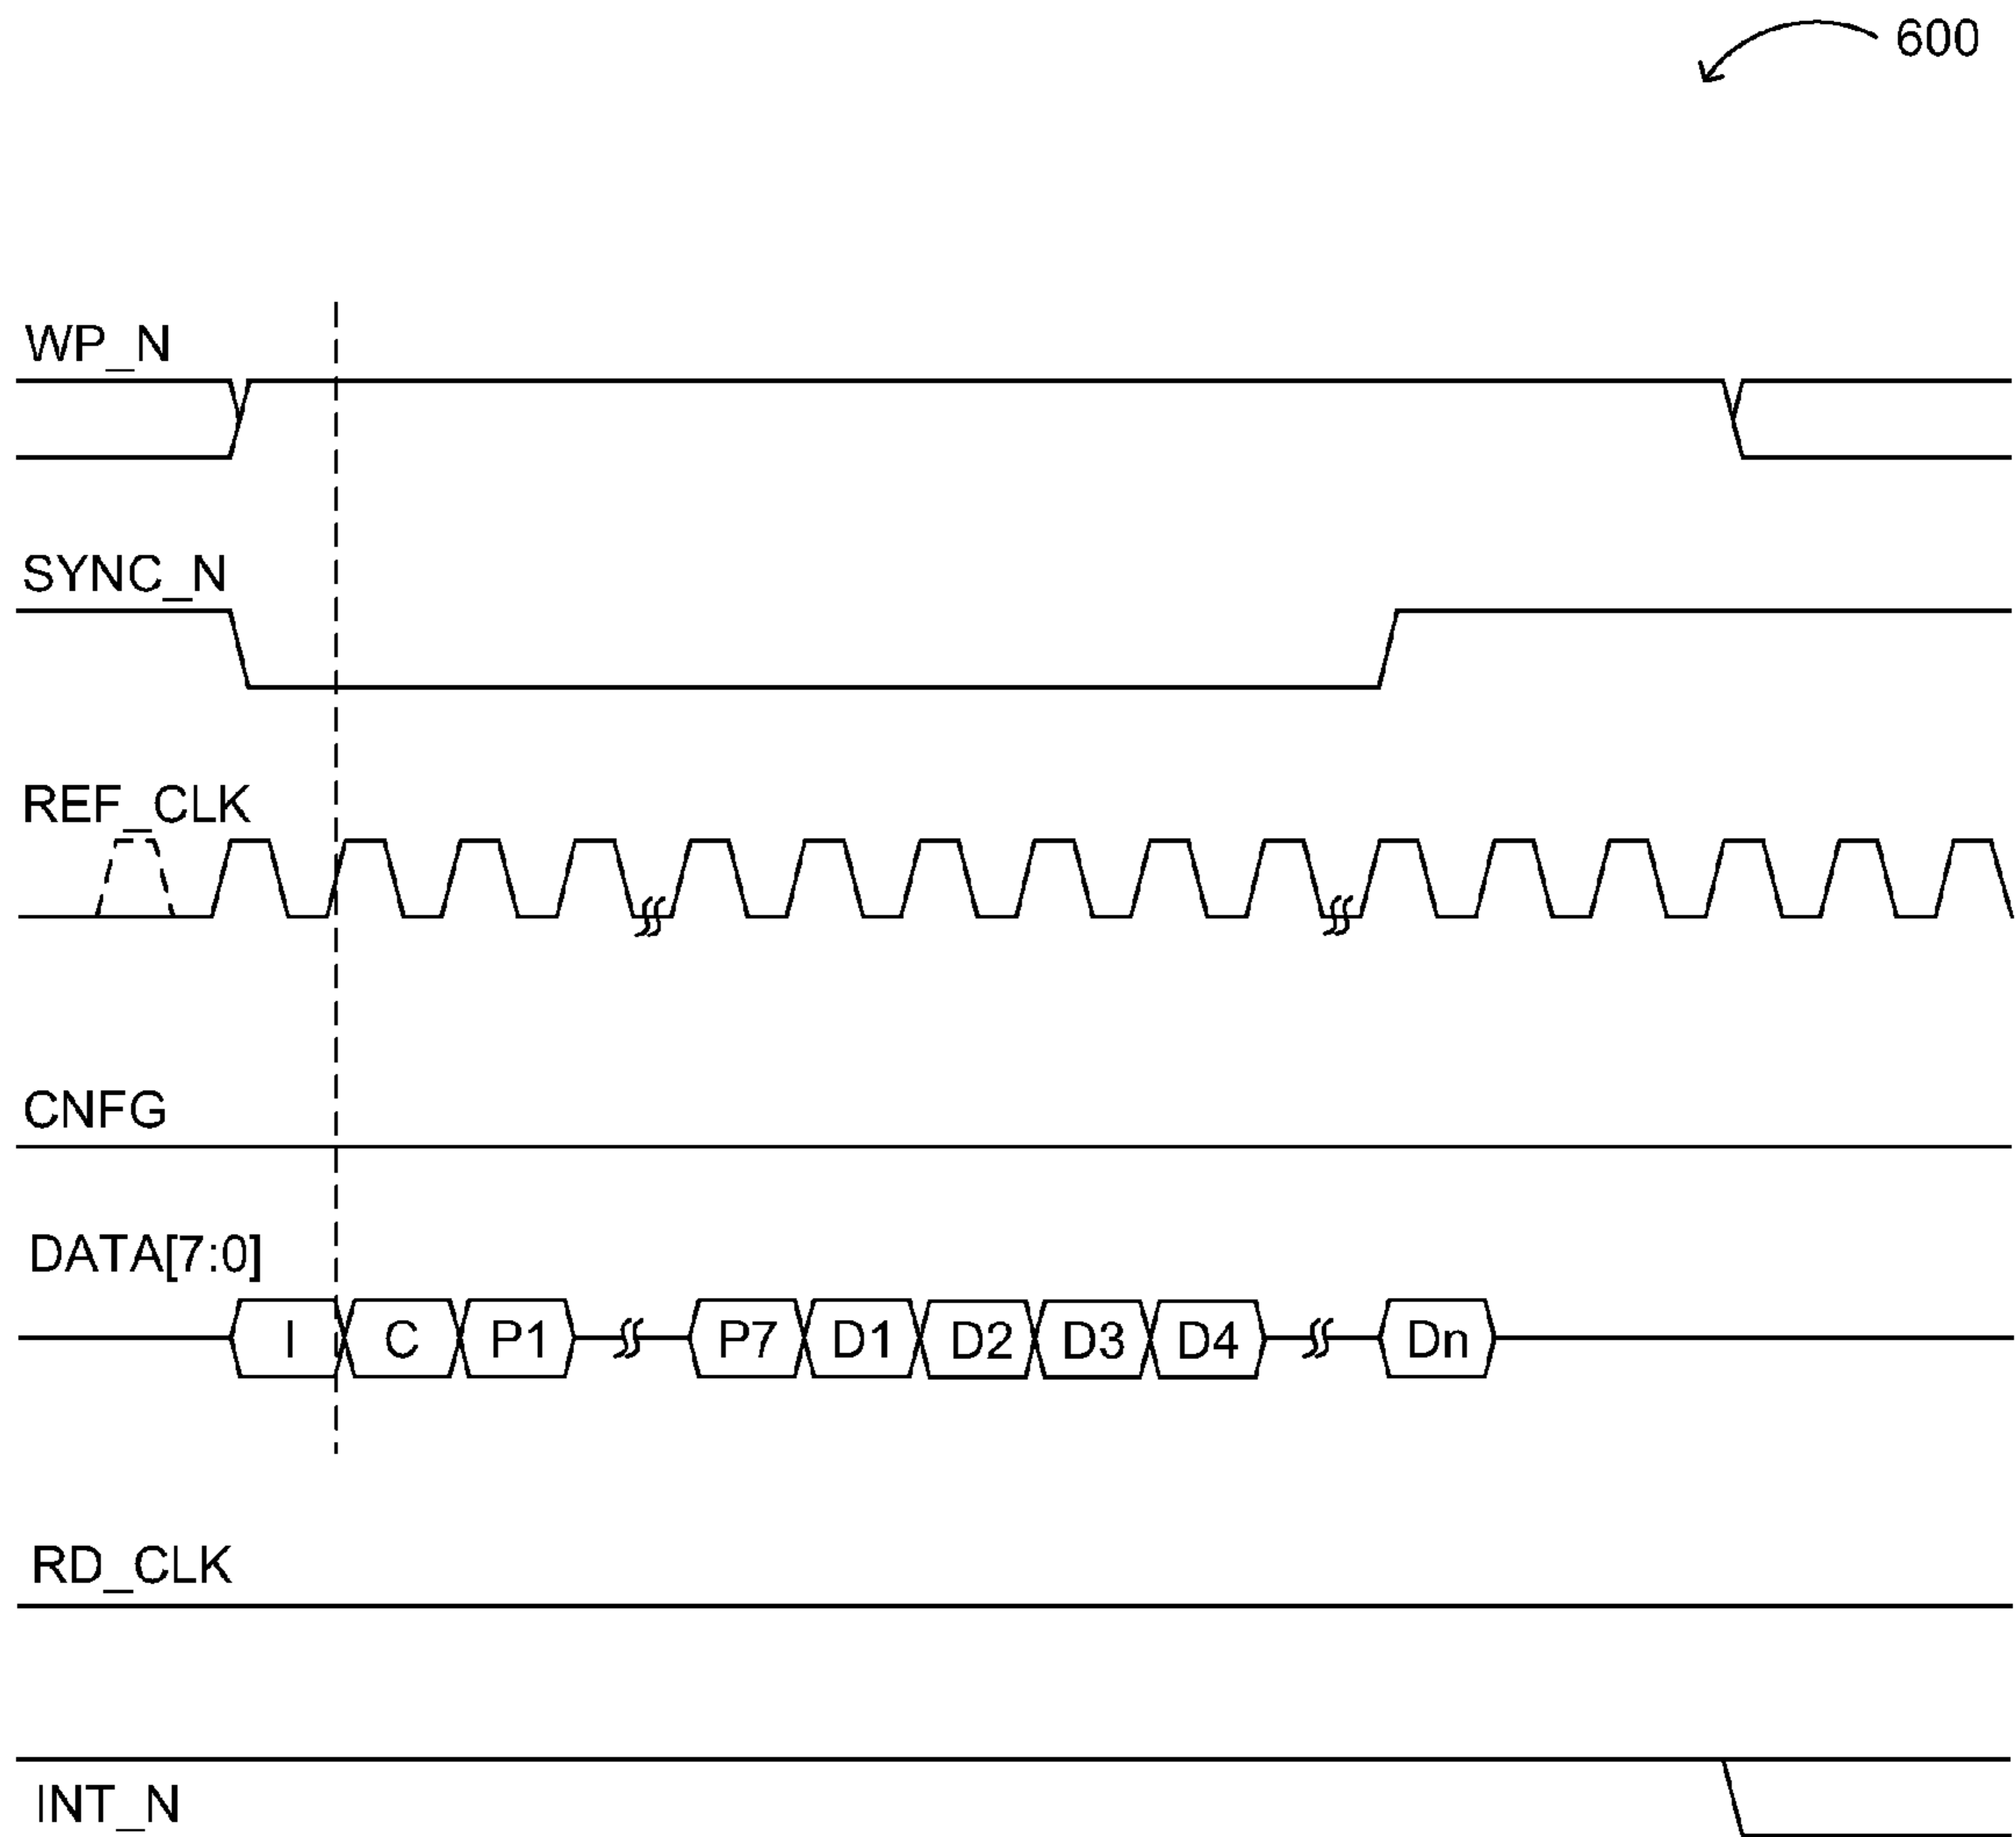 600
WP_N
SYNC_N
REF_CLK
CNFG
DATA[7:0]
I C P1 P7 D1 D2 D3 D4 Dn
RD_CLK
INT_N